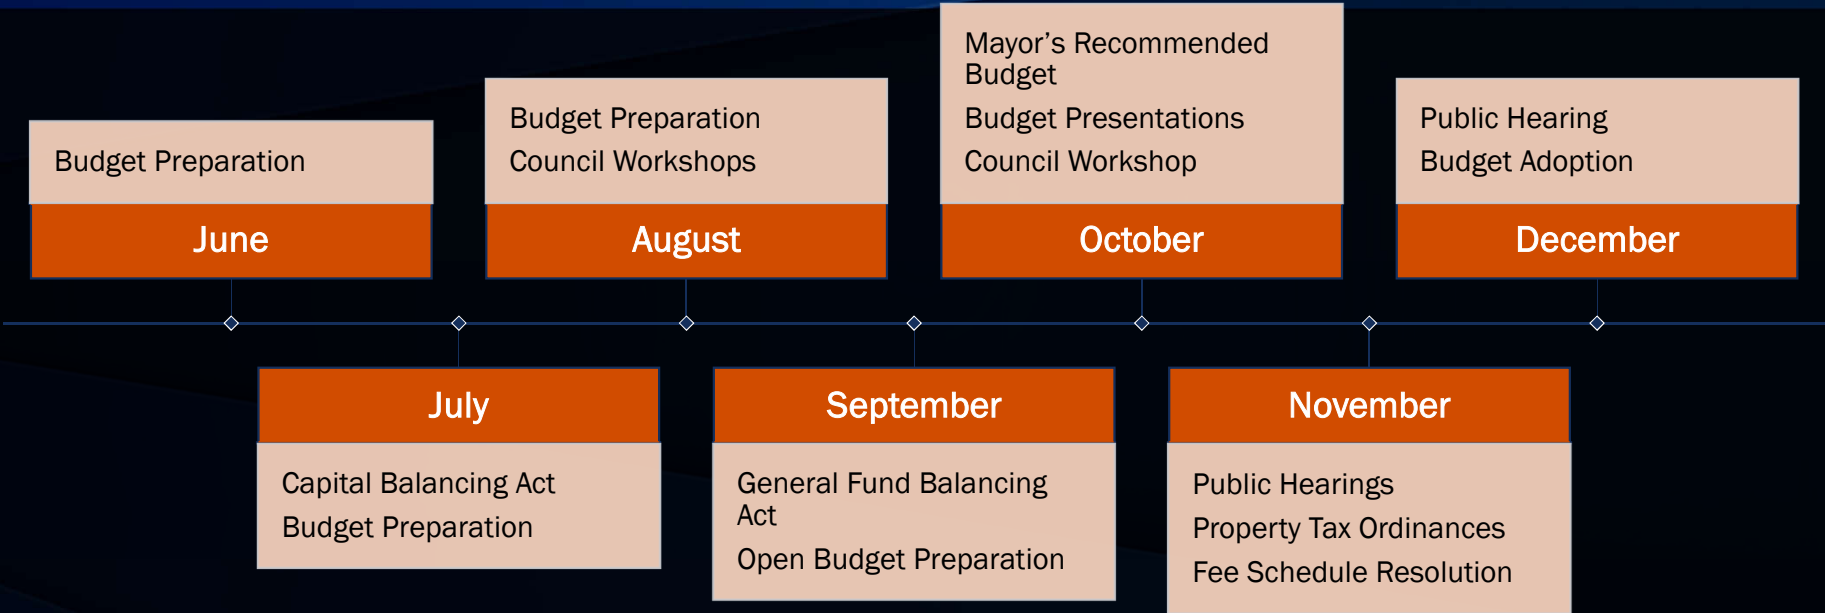 Budget Preparation
June
Capital Balancing Act
Budget Preparation
July
Budget Preparation
Council Workshops
August
September
General Fund Balancing
Act
Open Budget Preparation
Mayor’s Recommended
Budget
Budget Presentations
Council Workshop
October
November
Public Hearings
Property Tax Ordinances
Fee Schedule Resolution
Public Hearing
Budget Adoption
December